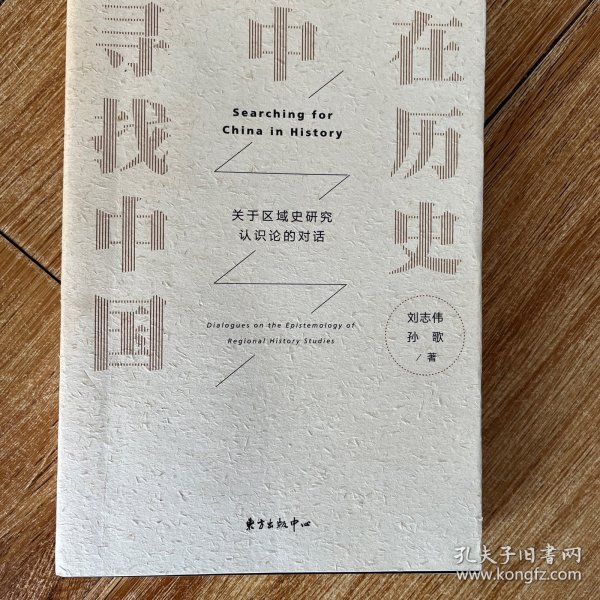 在历史
中
寻找中国
Searching for
China in History
关于区域史研究
认识论的对话
Dialogues on the Epistemology of
Regional History Studies
刘志伟
孙 歌
/著
東方出版中心
孔夫子旧书网
www.kongfz.com